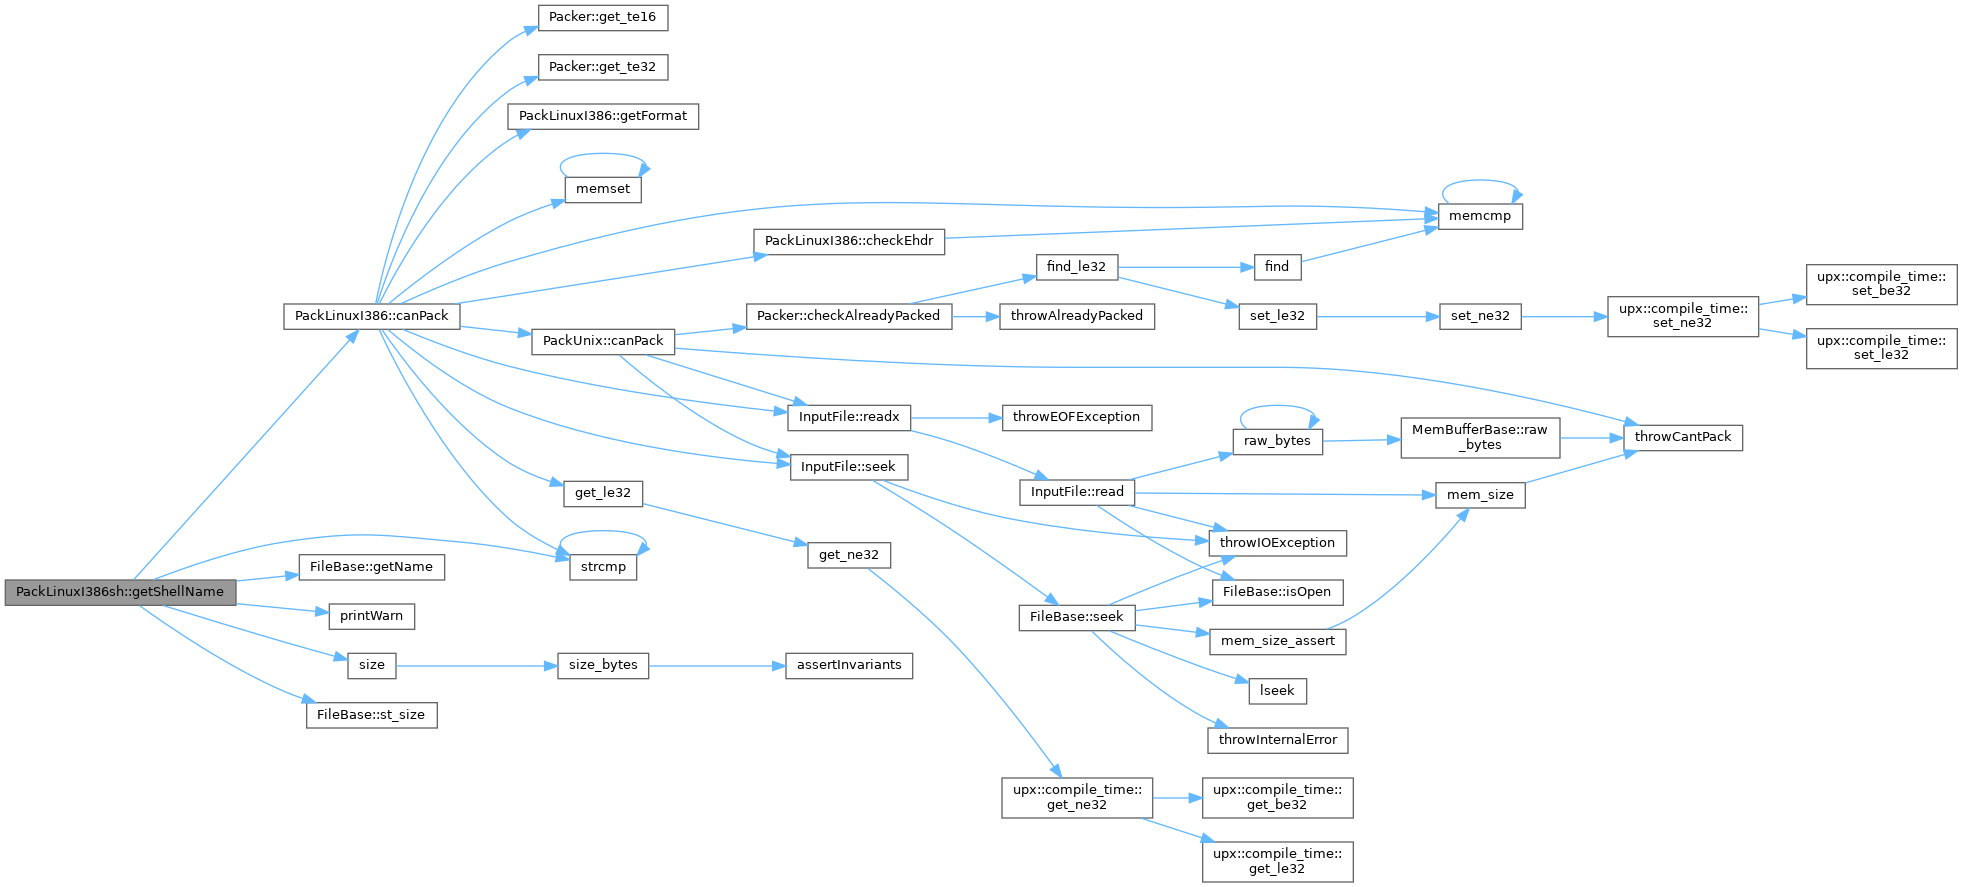 Packer::get_te16
Packer::get_te32
PackLinuxI386::getFormat
memset
memcmp
PackLinuxI386::checkEhdr
find_le32
find
upx::compile_time::
set_be32
PackLinuxI386::canPack
Packer::checkAlreadyPacked
throwAlreadyPacked
set_le32
set_ne32
upx::compile_time::
set_ne32
PackUnix::canPack
upx::compile_time::
set_le32
InputFile::readx
throwEOFException
raw_bytes
MemBufferBase::raw
_bytes
throwCantPack
InputFile::seek
get_le32
InputFile::read
mem_size
throwIOException
get_ne32
strcmp
FileBase::getName
PackLinuxI386sh::getShellName
FileBase::isOpen
printWarn
FileBase::seek
mem_size_assert
size
size_bytes
assertInvariants
lseek
FileBase::st_size
throwInternalError
upx::compile_time::
get_ne32
upx::compile_time::
get_be32
upx::compile_time::
get_le32